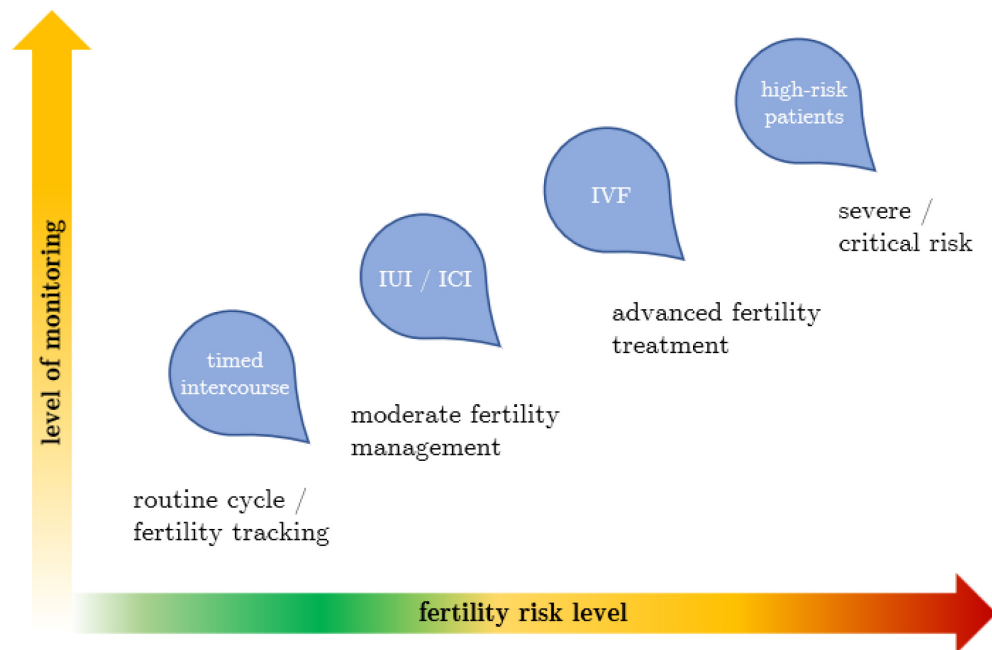 high-risk
patients
IVF
severe /
critical risk
IUI / ICI
advanced fertility
treatment
timed
intercourse
moderate fertility
management
routine cycle /
fertility tracking
level of monitoring
fertility risk level